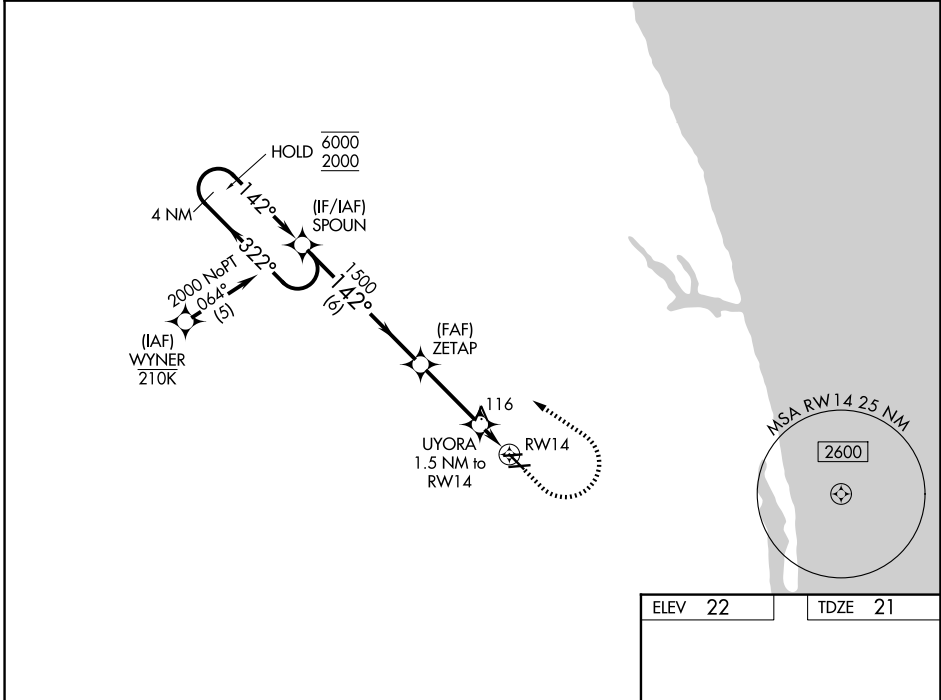 HOLD 6000
2000
142°
4 NM
(IF/IAF)
SPOUN
322°
2000 NoPT
064°
(5)
1500
142°
(6)
(IAF)
WYNER
210K
(FAF)
ZETAP
116
UYORA
1.5 NM to
RW14
RW14
MSA RW14 25 NM
2600
ELEV 22
TDZE 21